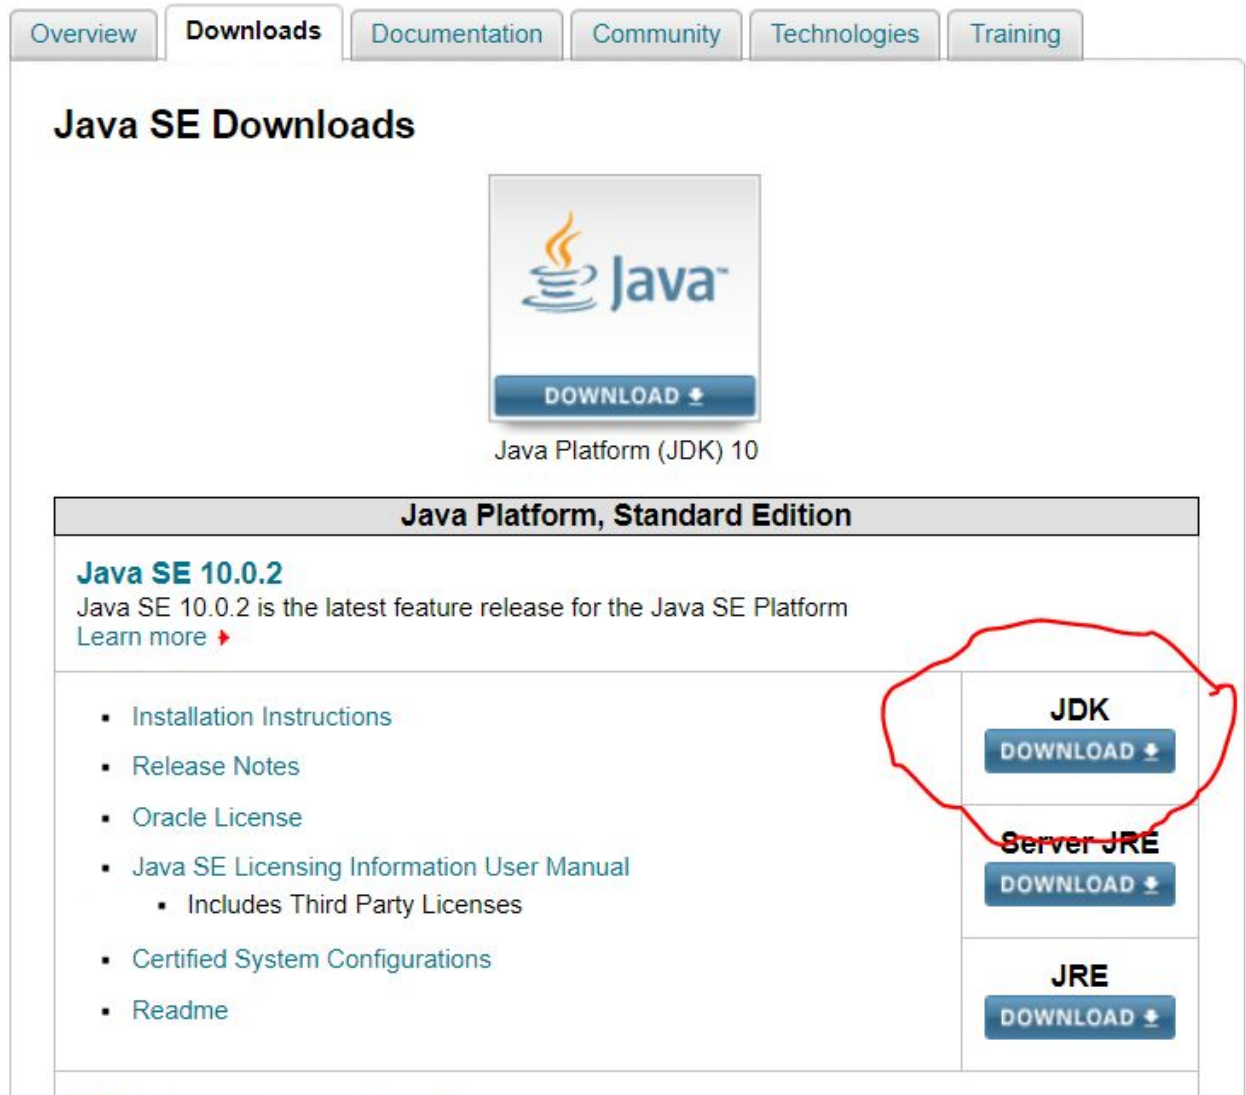 Overview Downloads Documentation Community Technologies Training
Java SE Downloads
Java™
DOWNLOAD
Java Platform (JDK) 10
Java Platform, Standard Edition
Java SE 10.0.2
Java SE 10.0.2 is the latest feature release for the Java SE Platform
Learn more
Installation Instructions
Release Notes
Oracle License
Java SE Licensing Information User Manual
Includes Third Party Licenses
Certified System Configurations
Readme
JDK
DOWNLOAD
Server JRE
DOWNLOAD
JRE
DOWNLOAD